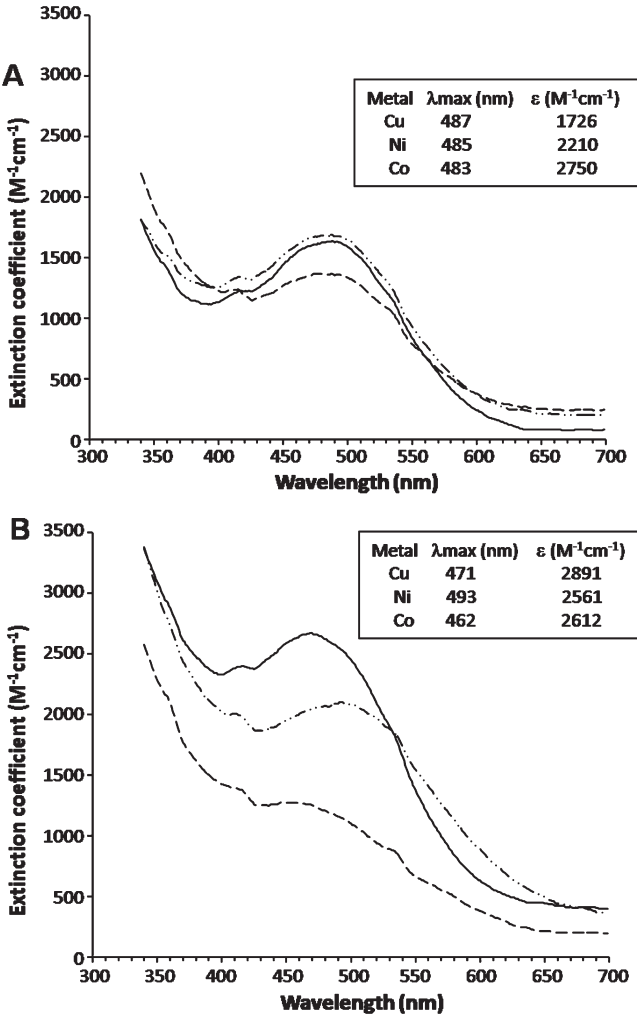 A
Extinction coefficient (M-1cm-1)
3500
3000
2500
2000
1500
1000
500
0
Metal λmax (nm) ε (M-1cm-1)
Cu 487 1726
Ni 485 2210
Co 483 2750
300 350 400 450 500 550 600 650 700
Wavelength (nm)
B
Extinction coefficient (M-1cm-1)
3500
3000
2500
2000
1500
1000
500
0
Metal λmax (nm) ε (M-1cm-1)
Cu 471 2891
Ni 493 2561
Co 462 2612
300 350 400 450 500 550 600 700
Wavelength (nm)